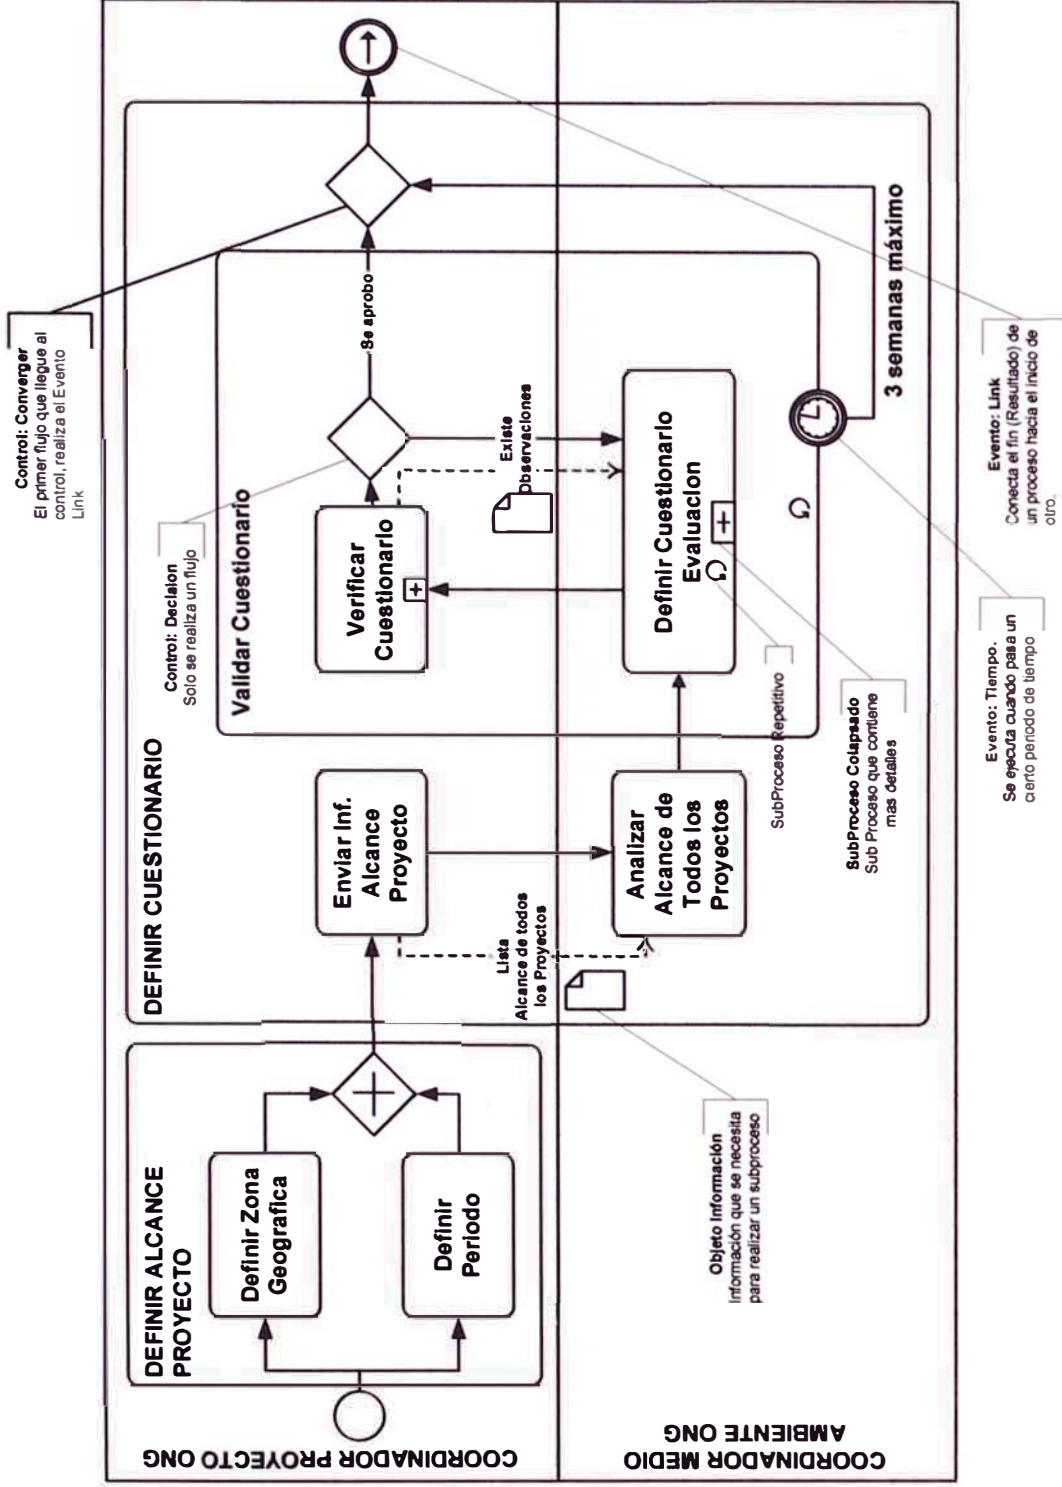 COORDINADOR PROYECTO ONG
COORDINADOR MEDIO
AMBIENTE ONG
DEFINIR ALCANCE
PROYECTO
Definir Zona
Geografica
Definir
Periodo
DEFINIR CUESTIONARIO
Enviar Inf.
Alcance
Proyecto
Lista
Alcance de todos
los Proyectos
Analizar
Alcance de
Todos los
Proyectos
Validar Cuestionario
Verificar
Cuestionario
Existe
Observaciones
Se aprobo
Definir Cuestionario
Evaluacion
3 semanas máximo
Control: Converger
El primer flujo que llegue al
control, realiza el Evento
Link
Control: Decision
Solo se realiza un flujo
SubProceso Repetitivo
SubProceso Colapsado
Sub Proceso que contiene
mas detalles
Objeto Información
Información que se necesita
para realizar un subproceso
Evento: Tiempo.
Se ejecuta cuando pasa un
cierto periodo de tiempo
Evento: Link
Conecta el fin (Resultado) de
un proceso hacia el inicio de
otro.